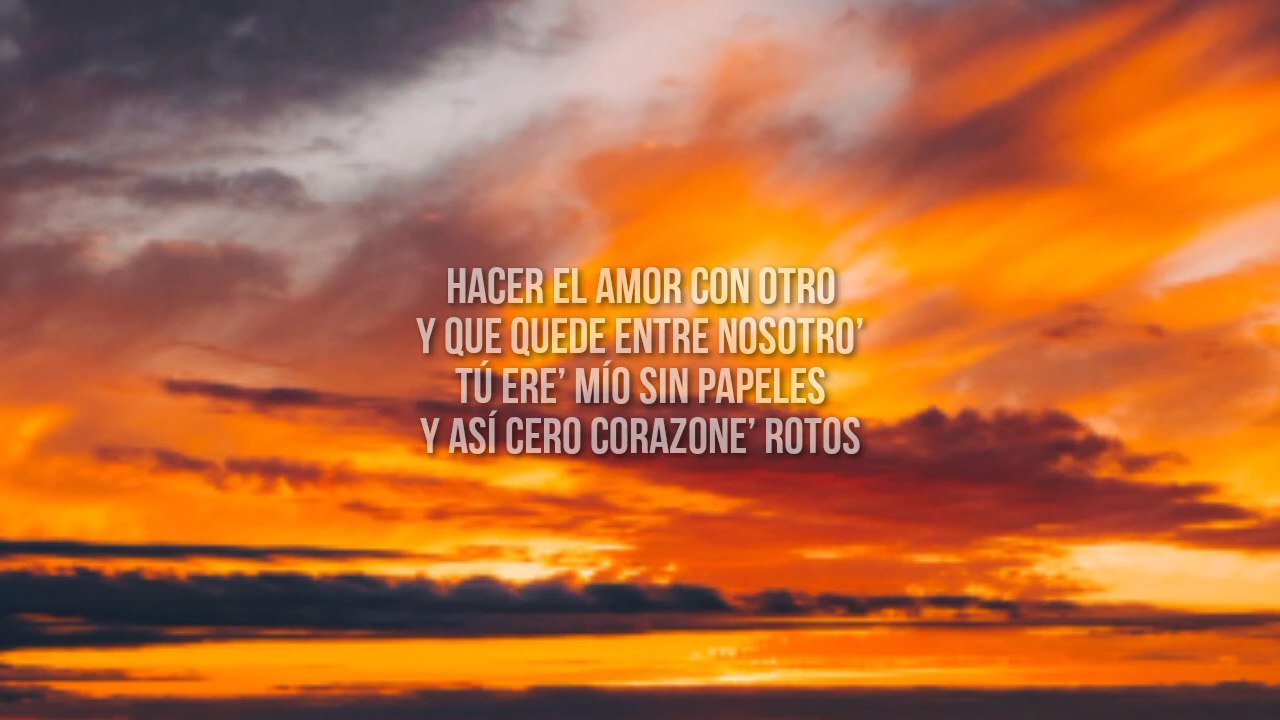 HACER EL AMOR CON OTRO
Y QUE QUEDE ENTRE NOSOTRO’
TÚ ERE’ MÍO SIN PAPELES
Y ASÍ CERO CORAZONE’ ROTOS